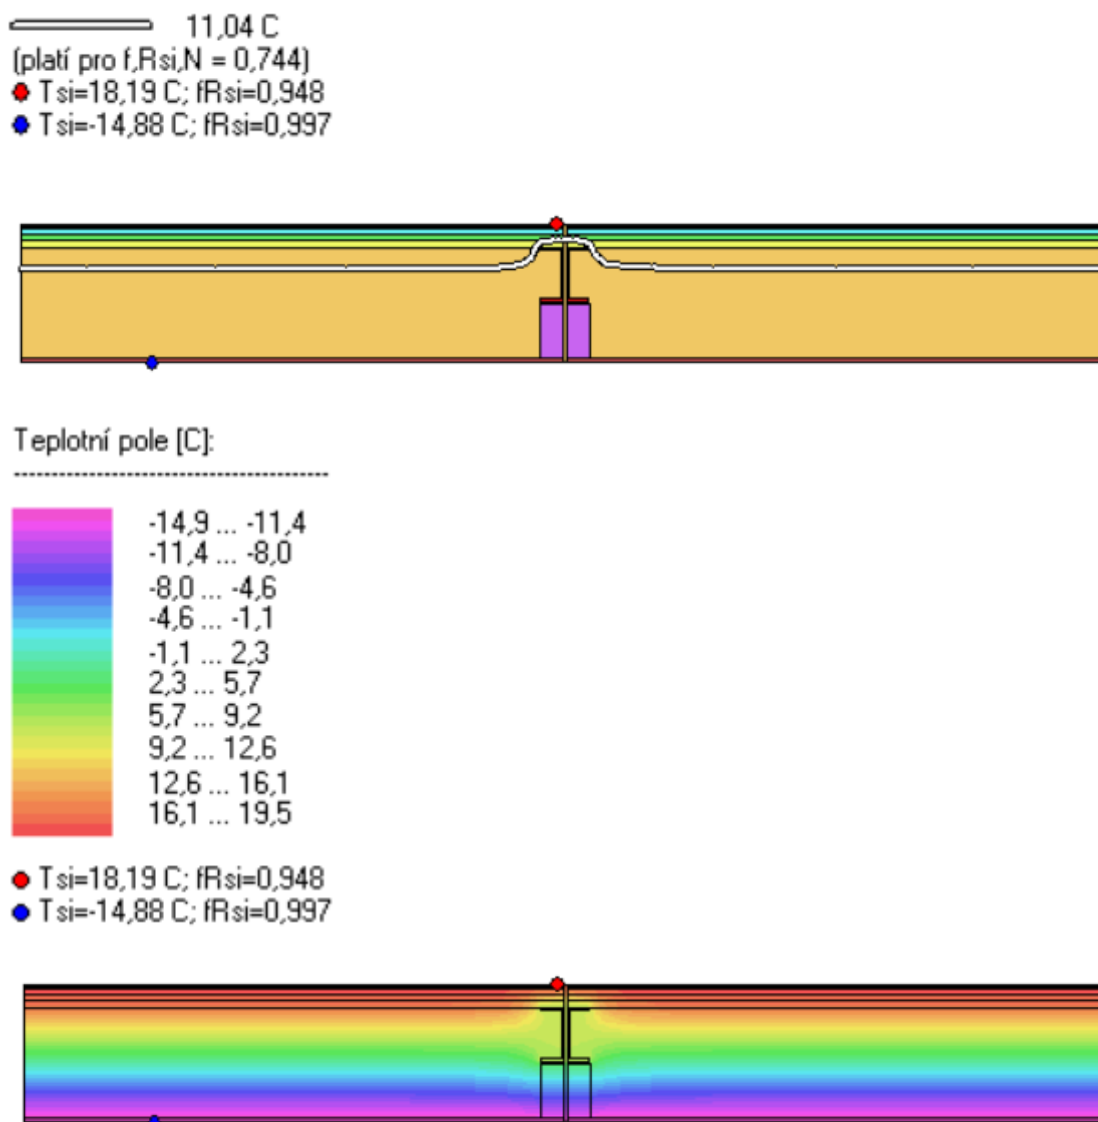 11,04 C
(platí pro f,Rsi,N = 0,744)
Tsi=18,19 C; fRsi=0,948
Tsi=-14,88 C; fRsi=0,997
Teplotní pole [C]:
-----------------------------------------
-14,9 ... -11,4
-11,4 ... -8,0
-8,0 ... -4,6
-4,6 ... -1,1
-1,1 ... 2,3
2,3 ... 5,7
5,7 ... 9,2
9,2 ... 12,6
12,6 ... 16,1
16,1 ... 19,5
Tsi=18,19 C; fRsi=0,948
Tsi=-14,88 C; fRsi=0,997